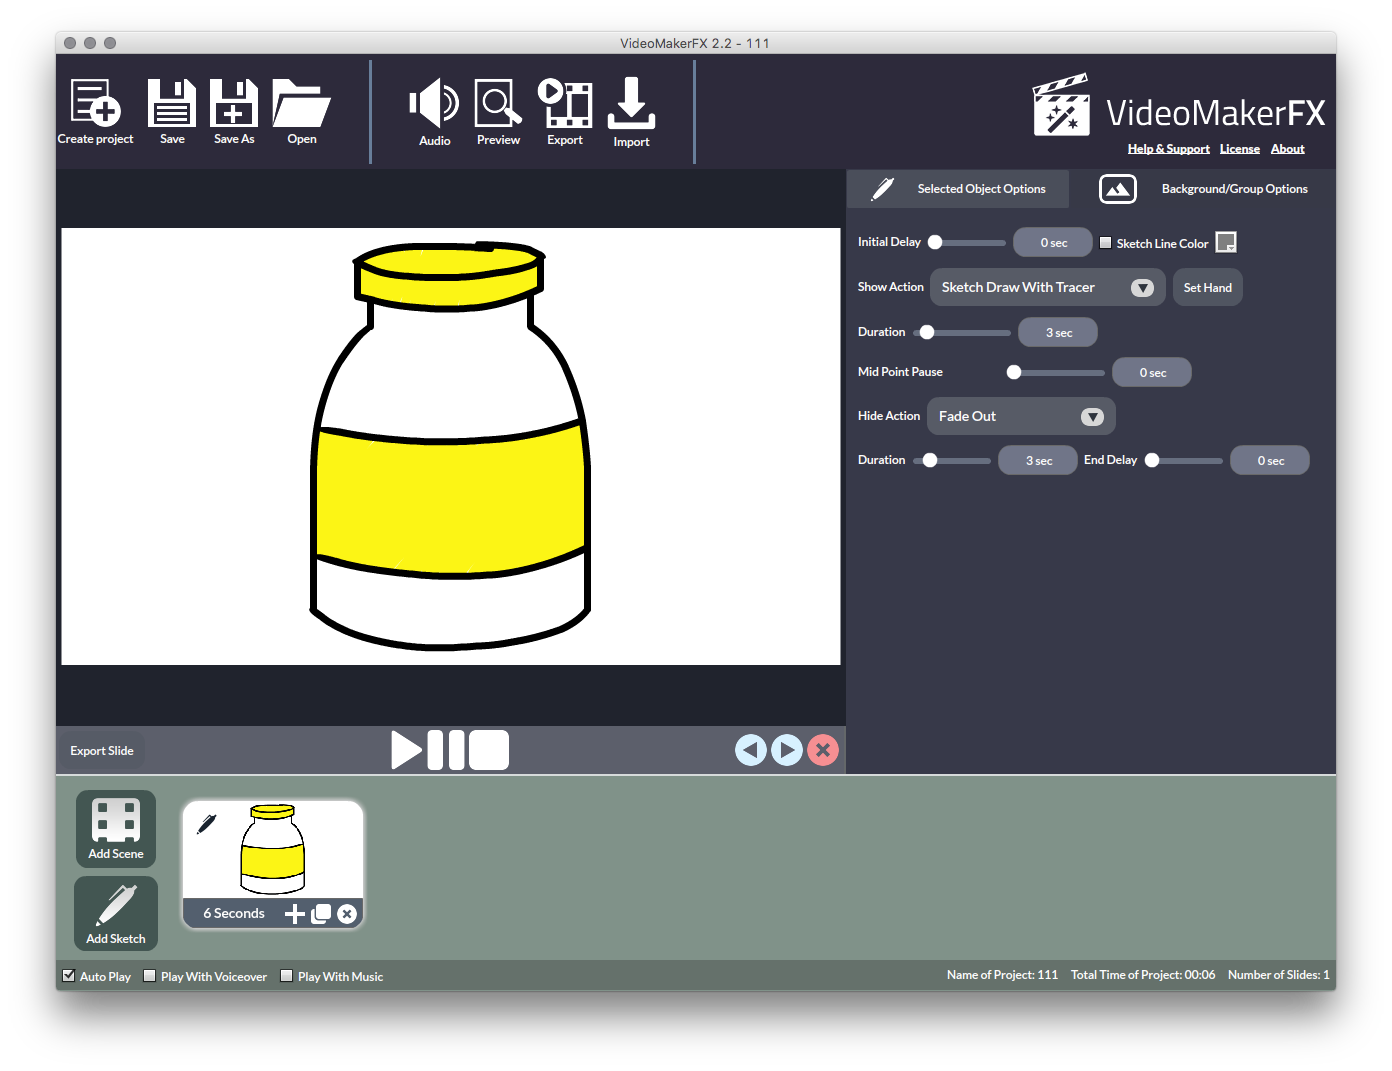 VideoMakerFX 2.2 - 111
Create project
Save
Save As
Open
Audio
Preview
Export
Import
VideoMakerFX
Help & Support License About
Selected Object Options
Background/Group Options
Initial Delay 0 sec Sketch Line Color
Show Action Sketch Draw With Tracer Set Hand
Duration 3 sec
Mid Point Pause 0 sec
Hide Action Fade Out
Duration 3 sec End Delay 0 sec
Export Slide
Add Scene
6 Seconds
Add Sketch
Auto Play Play With Voiceover Play With Music
Name of Project: 111 Total Time of Project: 00:06 Number of Slides: 1